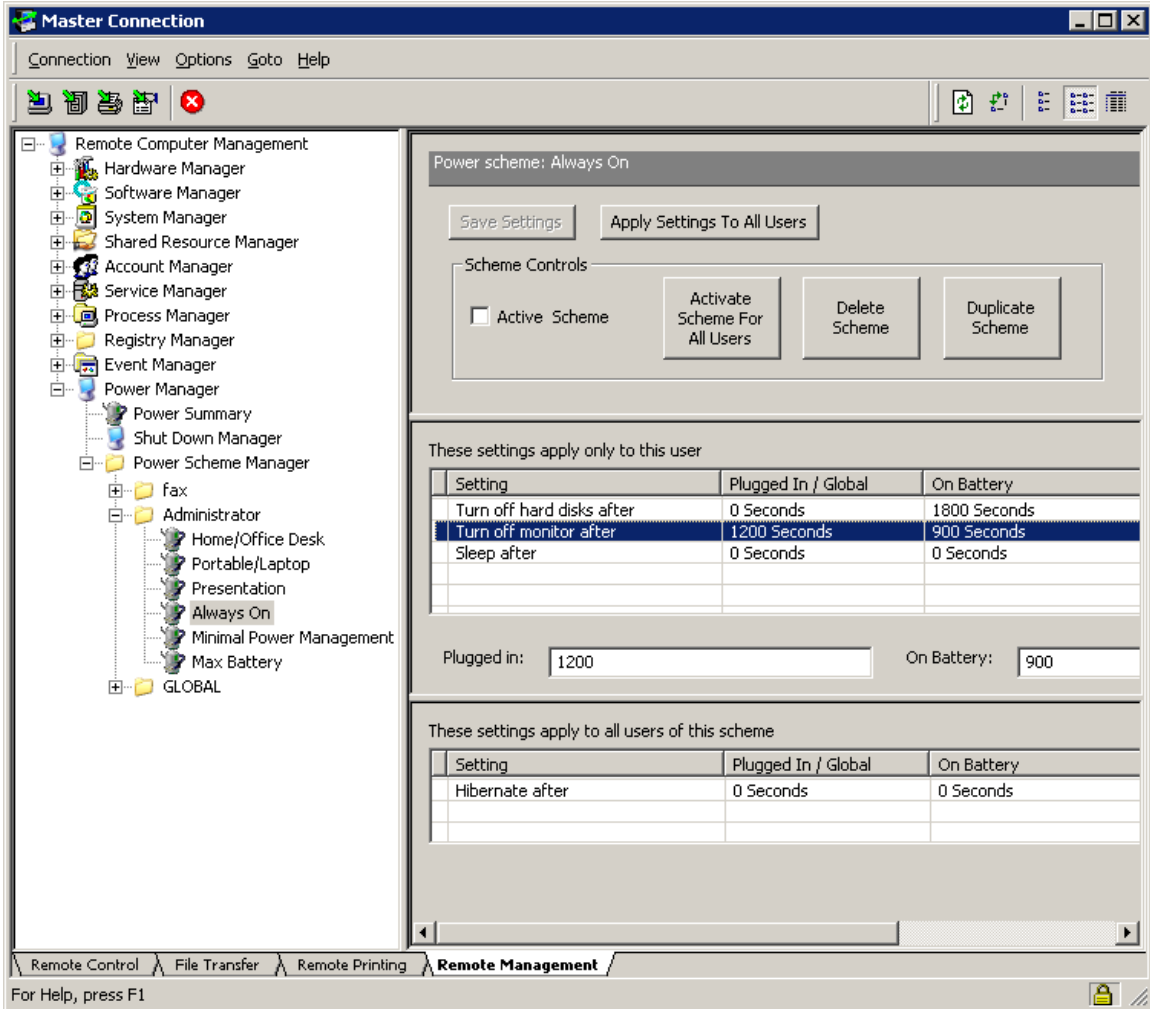 Master Connection
Connection View Options Goto Help
Remote Computer Management
Hardware Manager
Software Manager
System Manager
Shared Resource Manager
Account Manager
Service Manager
Process Manager
Registry Manager
Event Manager
Power Manager
Power Summary
Shut Down Manager
Power Scheme Manager
fax
Administrator
Home/Office Desk
Portable/Laptop
Presentation
Always On
Minimal Power Management
Max Battery
GLOBAL
Power scheme: Always On
Save Settings Apply Settings To All Users
Scheme Controls
Active Scheme
Activate Scheme For All Users
Delete Scheme
Duplicate Scheme
These settings apply only to this user
Setting Plugged In / Global On Battery
Turn off hard disks after 0 Seconds 1800 Seconds
Turn off monitor after 1200 Seconds 900 Seconds
Sleep after 0 Seconds 0 Seconds
Plugged in: 1200 On Battery: 900
These settings apply to all users of this scheme
Setting Plugged In / Global On Battery
Hibernate after 0 Seconds 0 Seconds
Remote Control File Transfer Remote Printing Remote Management
For Help, press F1